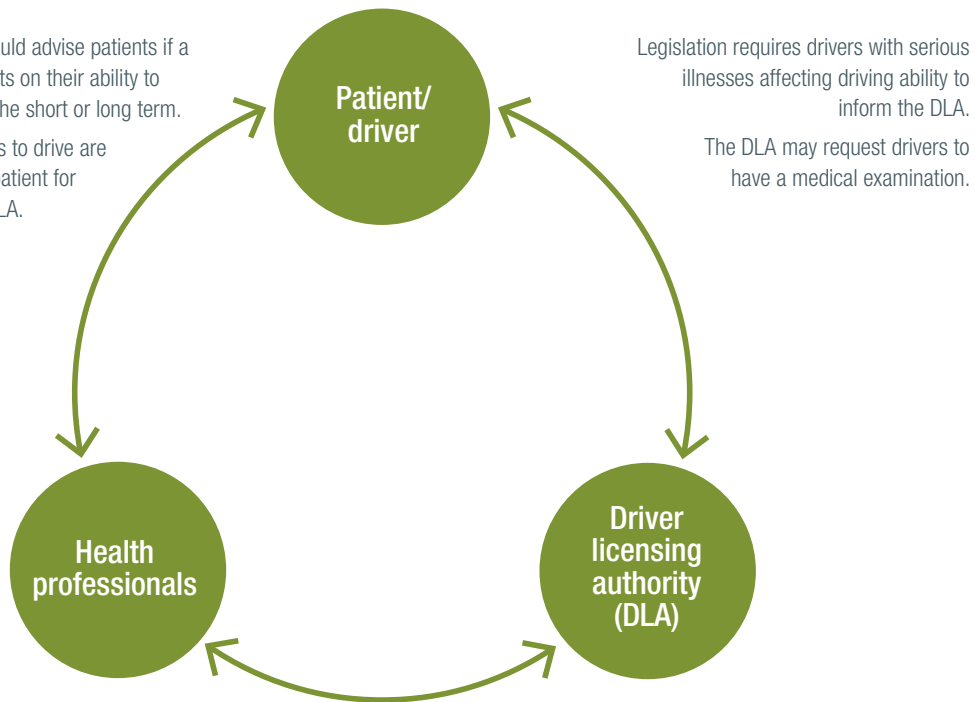 uld advise patients if a
ts on their ability to
he short or long term.
s to drive are
patient for
LA.
Patient/
driver
Legislation requires drivers with serious
illnesses affecting driving ability to
inform the DLA.
The DLA may request drivers to
have a medical examination.
Health
professionals
Driver
licensing
authority
(DLA)